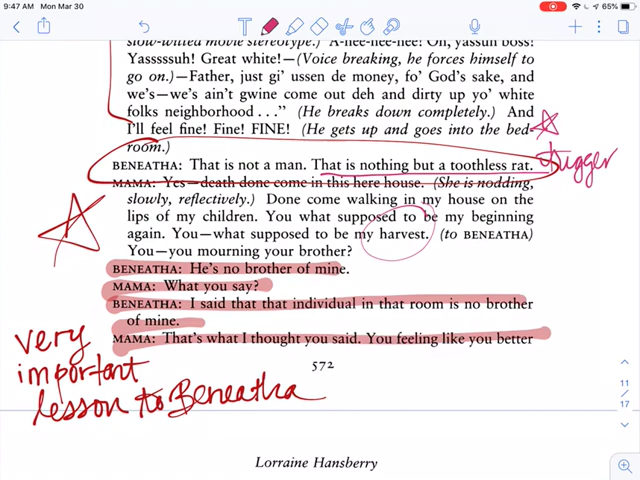 9:47 AM Mon Mar 30
65%
slow-witted movie stereotype.) A-hee-hee-hee! Oh, yassuh boss!
Yasssssuh! Great white!—(Voice breaking, he forces himself to
go on.)—Father, just gi' ussen de money, fo' God's sake, and
we's—we's ain't gwine come out deh and dirty up yo' white
folks neighborhood . . ." (He breaks down completely.) And
I'll feel fine! Fine! FINE! (He gets up and goes into the bed-
room.)
BENEATHA: That is not a man. That is nothing but a toothless rat.
trigger
MAMA: Yes—death done come in this here house. (She is nodding,
slowly, reflectively.) Done come walking in my house on the
lips of my children. You what supposed to be my beginning
again. You—what supposed to be my harvest. (to BENEATHA)
You—you mourning your brother?
BENEATHA: He's no brother of mine.
MAMA: What you say?
BENEATHA: I said that that individual in that room is no brother
of mine.
MAMA: That's what I thought you said. You feeling like you better
very
important
lesson to Beneatha
572
11
/
17
Lorraine Hansberry